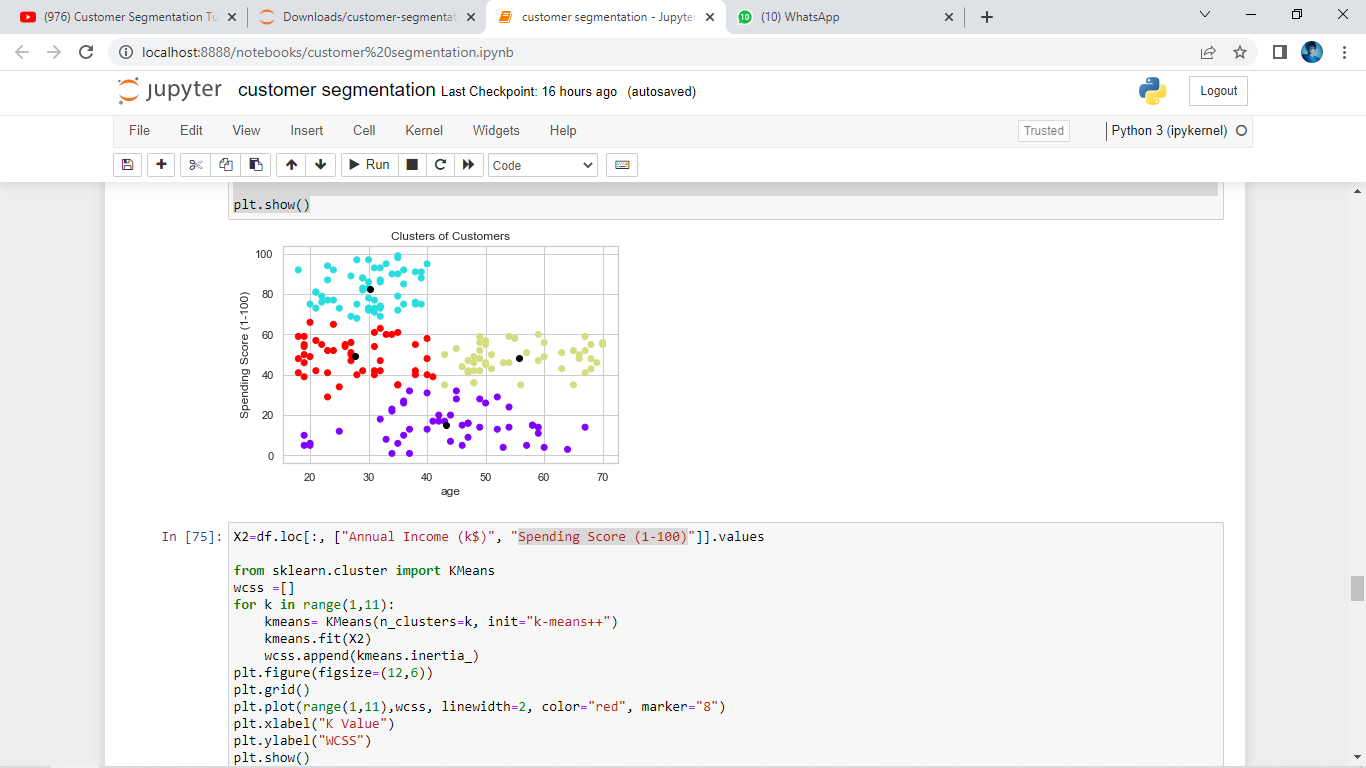 (976) Customer Segmentation Tu
Downloads/customer-segmentat
customer segmentation - Jupyte
10
(10) WhatsApp
localhost:8888/notebooks/customer%20segmentation.ipynb
jupyter customer segmentation Last Checkpoint: 16 hours ago (autosaved)
Logout
File Edit View Insert Cell Kernel Widgets Help
Trusted
Python 3 (ipykernel)
Run
Code
plt.show()
Clusters of Customers
100
80
60
40
20
0
Spending Score (1-100)
20 30 40 50 60 70
age
In [75]:
X2=df.loc[:, ["Annual Income (k$)", "Spending Score (1-100)"]].values
from sklearn.cluster import KMeans
wcss =[]
for k in range(1,11):
    kmeans= KMeans(n_clusters=k, init="k-means++")
    kmeans.fit(X2)
    wcss.append(kmeans.inertia_)
plt.figure(figsize=(12,6))
plt.grid()
plt.plot(range(1,11),wcss, linewidth=2, color="red", marker="8")
plt.xlabel("K Value")
plt.ylabel("WCSS")
plt.show()